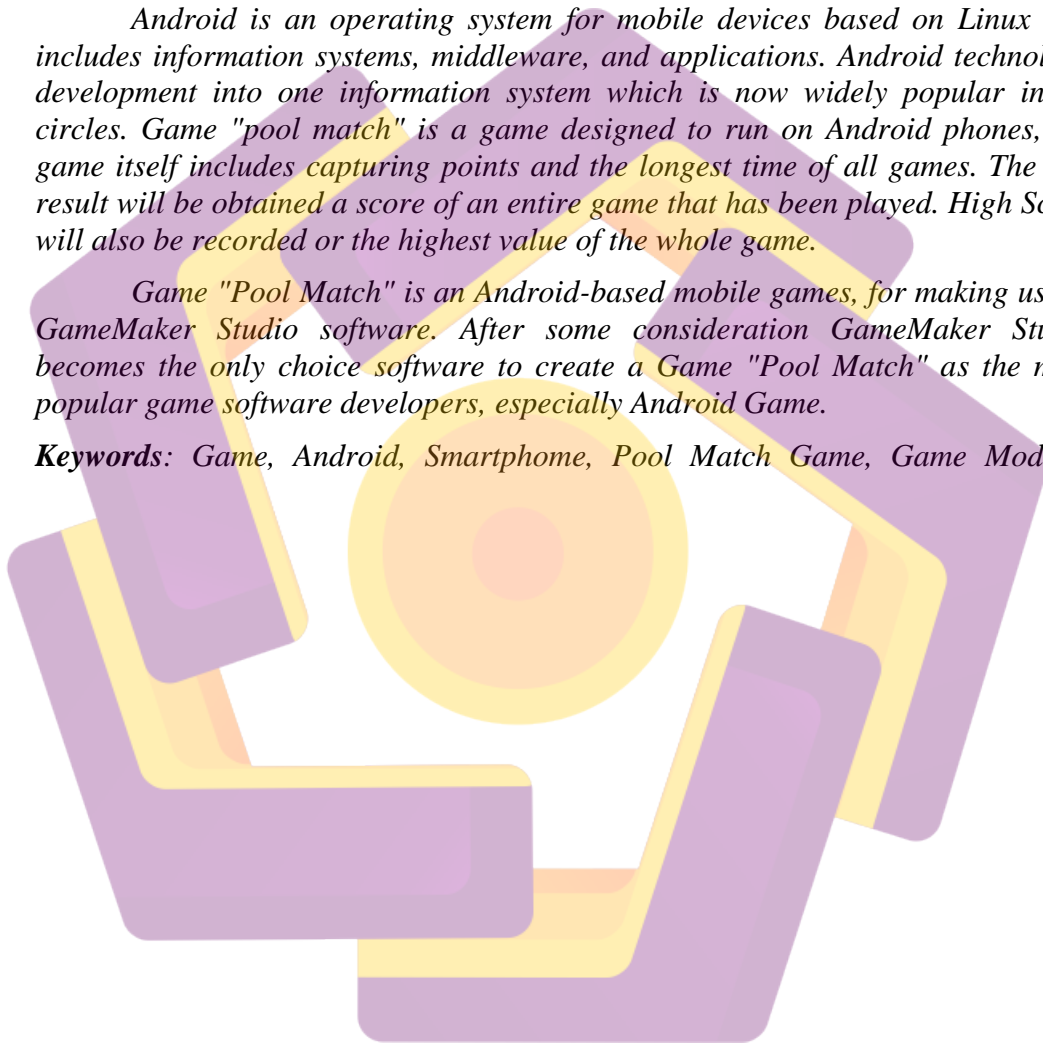 Android is an operating system for mobile devices based on Linux
includes information systems, middleware, and applications. Android
development into one information system which is now widely popular in
circles. Game "pool match" is a game designed to run on Android phones,
game itself includes capturing points and the longest time of all games. The
result will be obtained a score of an entire game that has been played. High
will also be recorded or the highest value of the whole game.
Game "Pool Match" is an Android-based mobile games, for making
GameMaker Studio software. After some consideration GameMaker
becomes the only choice software to create a Game "Pool Match" as the
popular game software developers, especially Android Game.
Keywords: Game, Android, Smartphome, Pool Match Game, Game